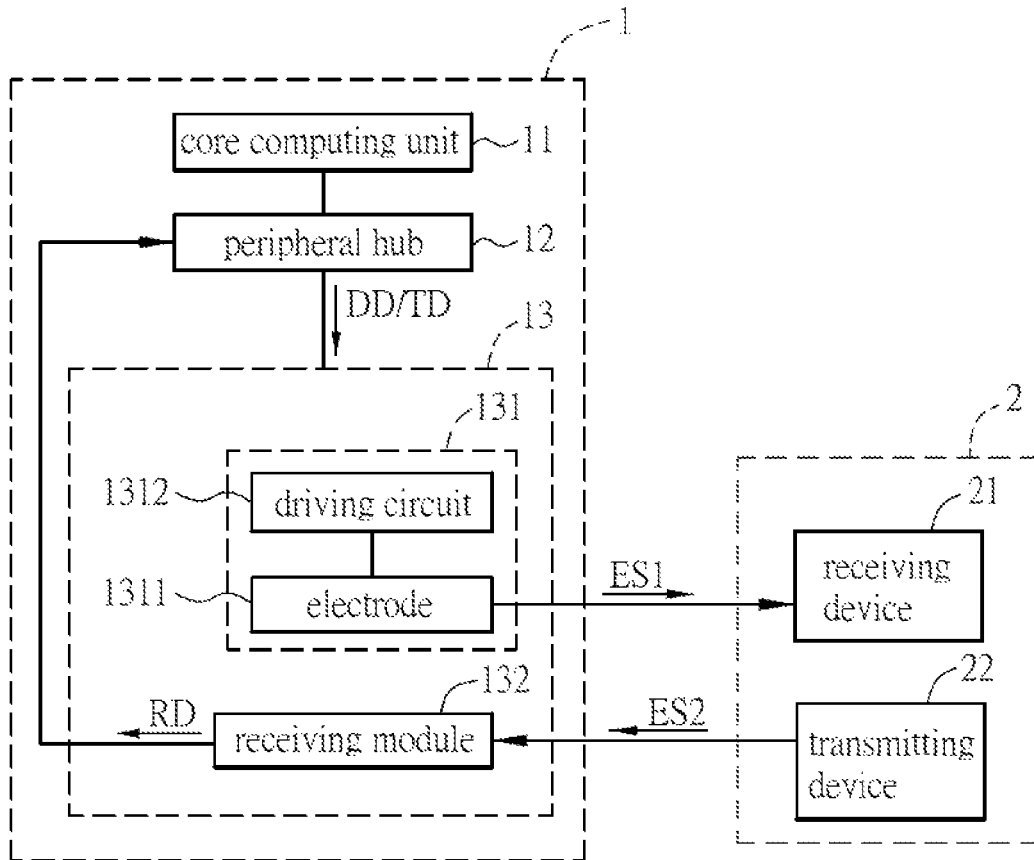 1
core computing unit
11
peripheral hub
12
DD/TD
13
131
2
1312
driving circuit
21
1311
electrode
ES1
receiving
device
132
22
RD
receiving module
ES2
transmitting
device